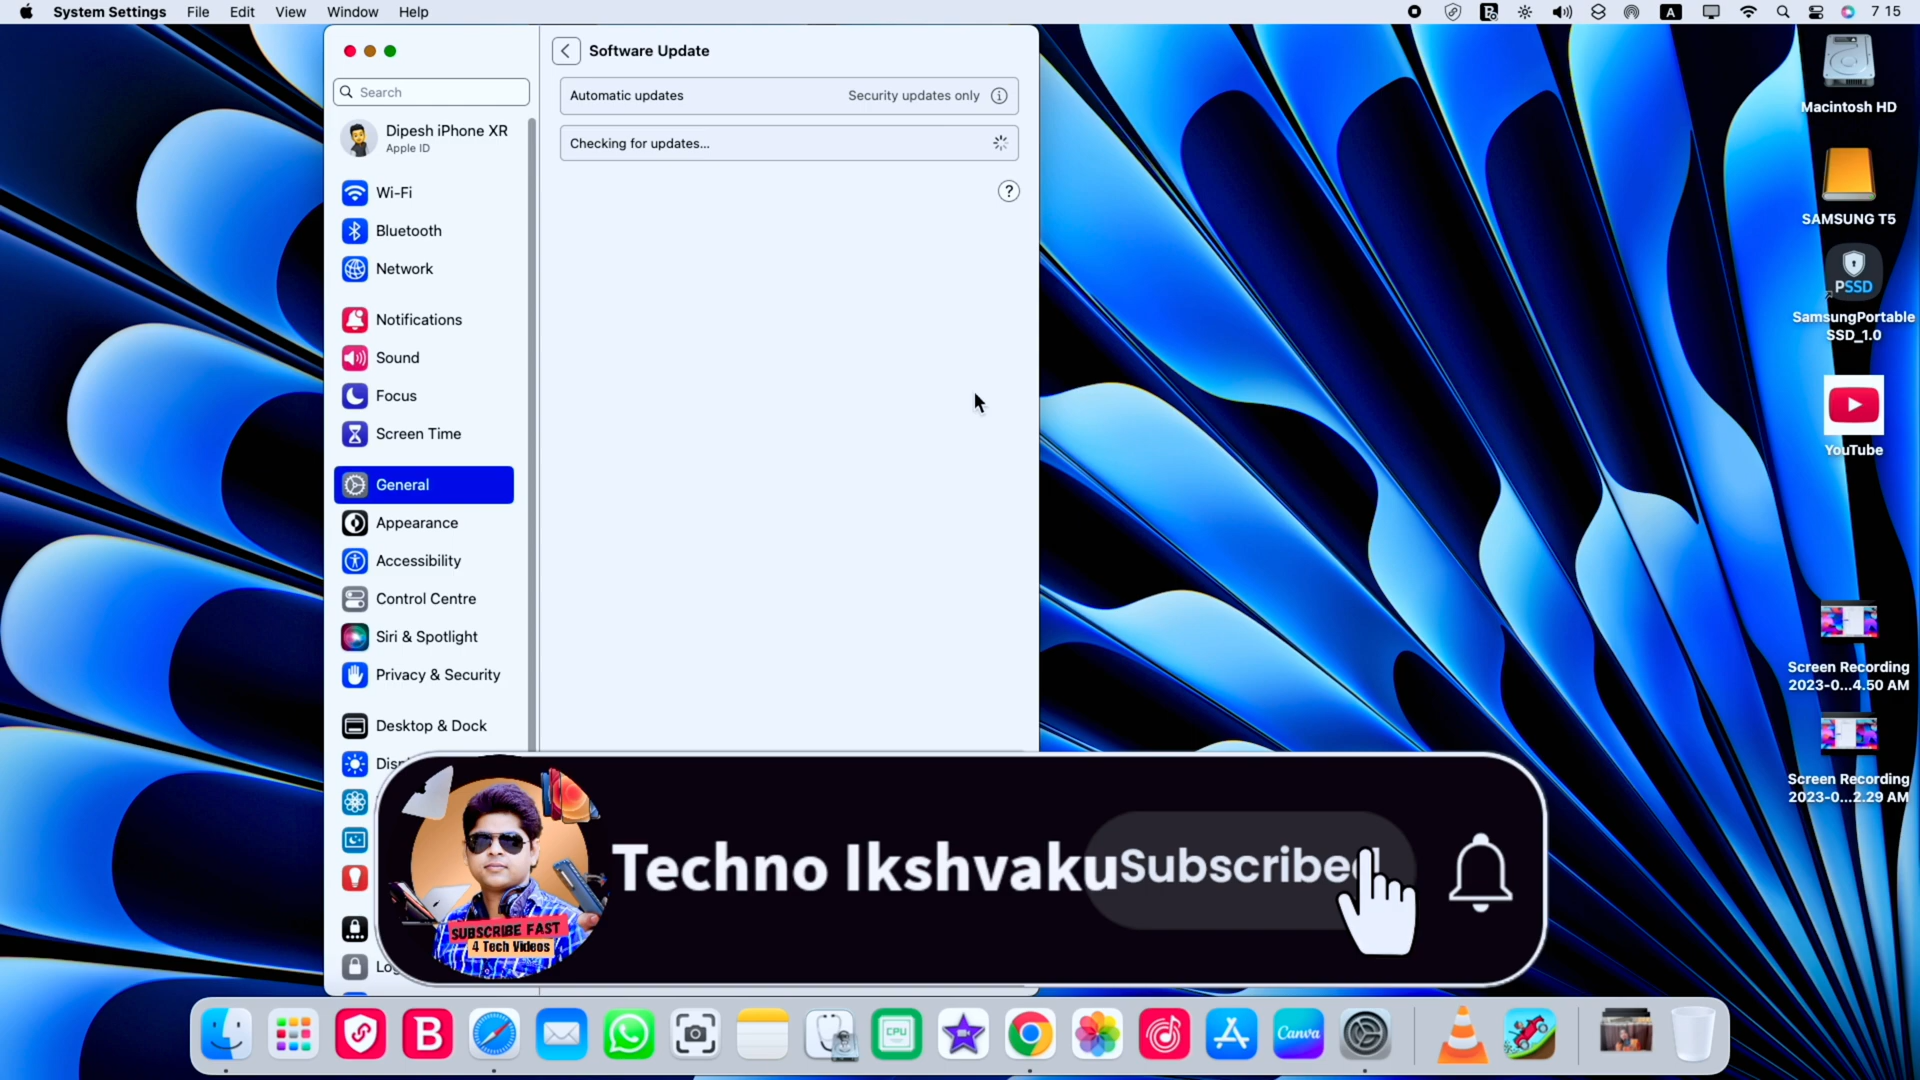 System Settings File Edit View Window Help
A
7 15
Software Update
Search
Automatic updates
Security updates only
Checking for updates...
?
Dipesh iPhone XR
Apple ID
Wi-Fi
Bluetooth
Network
Notifications
Sound
Focus
Screen Time
General
Appearance
Accessibility
Control Centre
Siri & Spotlight
Privacy & Security
Desktop & Dock
Macintosh HD
SAMSUNG T5
PSSD
SamsungPortable
SSD_1.0
YouTube
Screen Recording
2023-0...4.50 AM
Screen Recording
2023-0...2.29 AM
Techno Ikshvaku
Subscribed
SUBSCRIBE FAST
4 Tech Videos
B
CPU
Canva